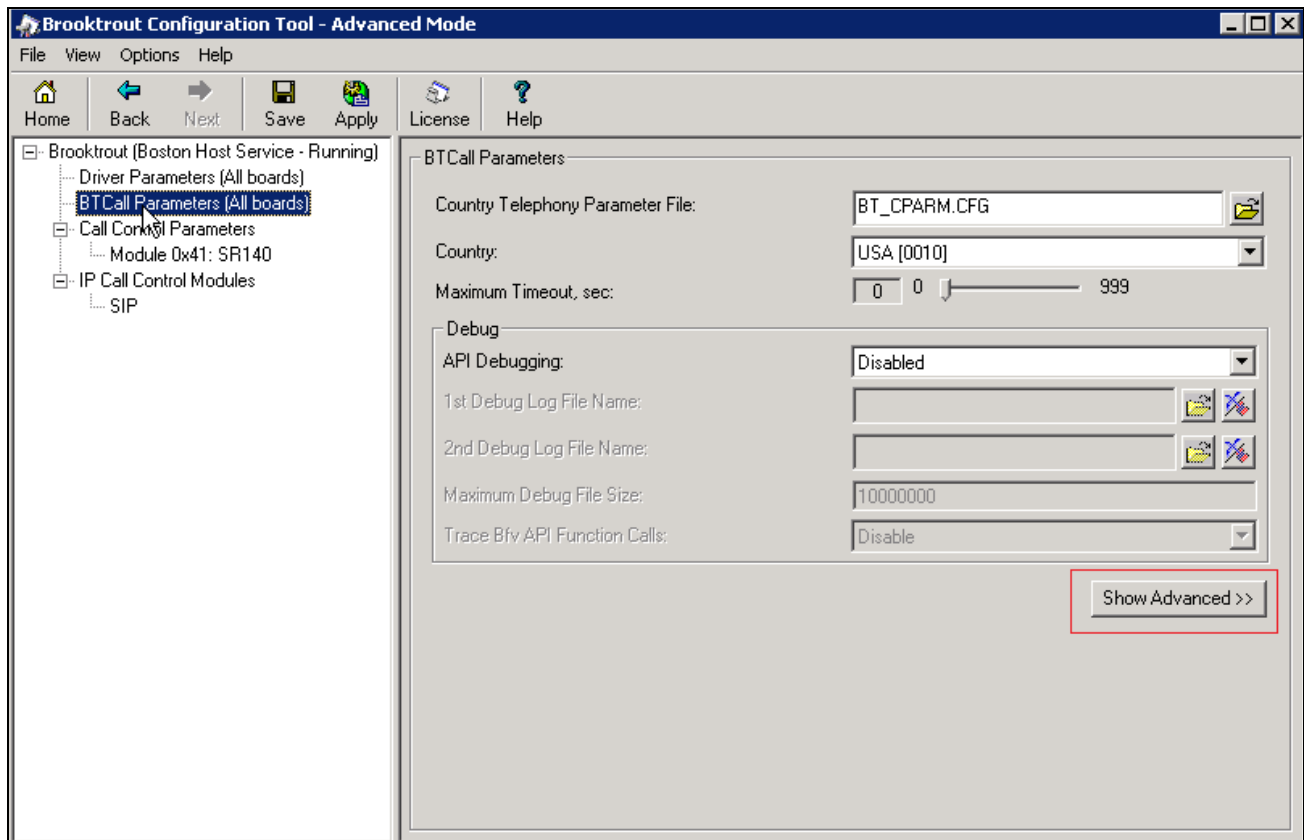 Brooktrout Configuration Tool - Advanced Mode
File View Options Help
Home Back Next Save Apply License Help
Brooktrout (Boston Host Service - Running)
Driver Parameters (All boards)
BTCall Parameters (All boards)
Call Control Parameters
Module 0x41: SR140
IP Call Control Modules
SIP
BTCall Parameters
Country Telephony Parameter File: BT_CPARM.CFG
Country: USA [0010]
Maximum Timeout, sec: 0 0 999
Debug
API Debugging: Disabled
1st Debug Log File Name:
2nd Debug Log File Name:
Maximum Debug File Size: 10000000
Trace Bfv API Function Calls: Disable
Show Advanced >>